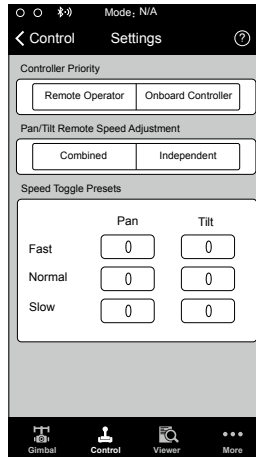 Mode: N/A
Control Settings ?
Controller Priority
Remote Operator Onboard Controller
Pan/Tilt Remote Speed Adjustment
Combined Independent
Speed Toggle Presets
Pan Tilt
Fast 0 0
Normal 0 0
Slow 0 0
Gimbal Control Viewer More